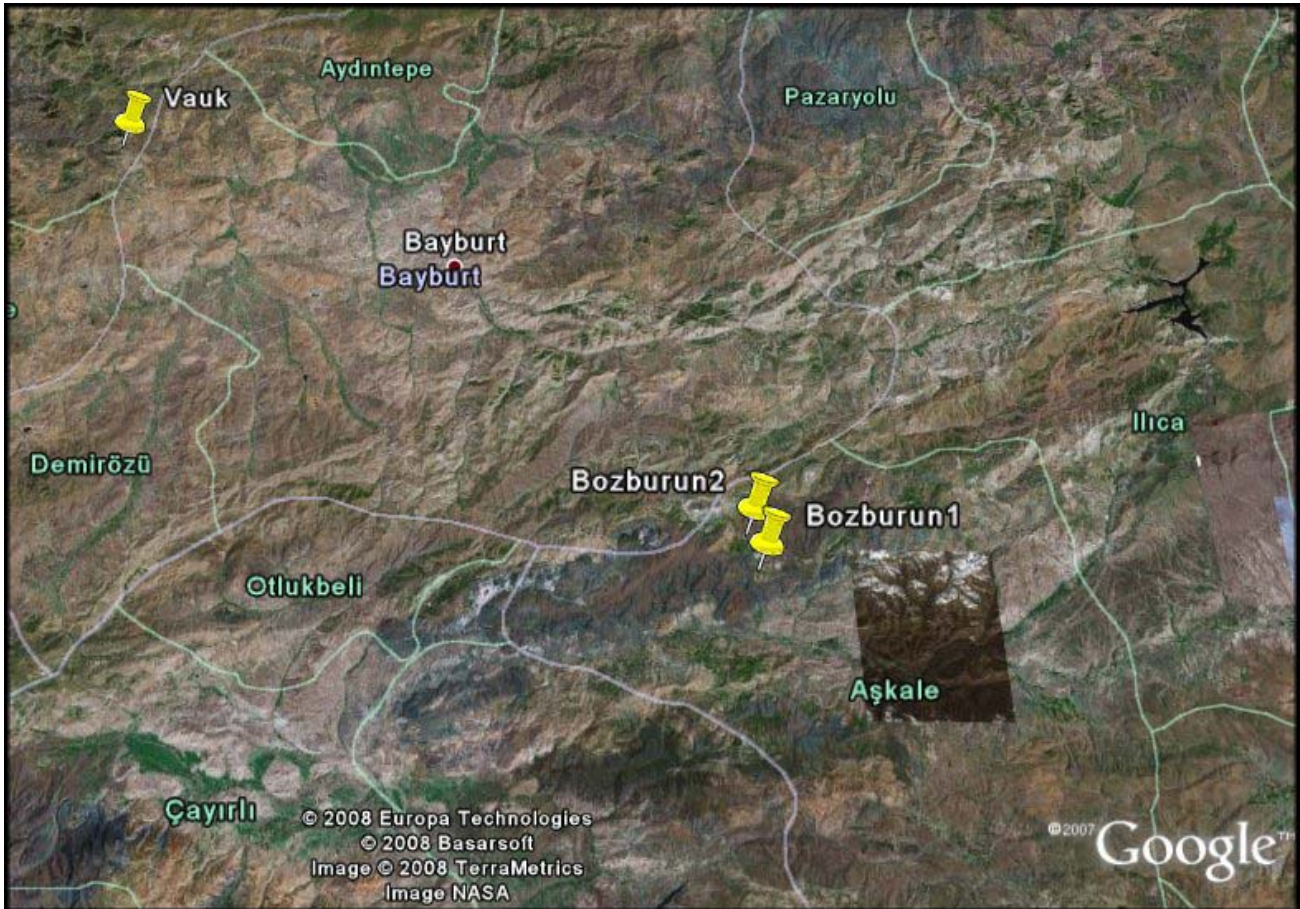 Aydıntepe
Vauk
Pazaryolu
Bayburt
Bayburt
e
Ilıca
Demirözü
Bozburun2
Bozburun1
Otlukbeli
Aşkale
Çayırlı
© 2008 Europa Technologies
© 2008 Basarsoft
Image © 2008 TerraMetrics
Image NASA
©2007 Google™